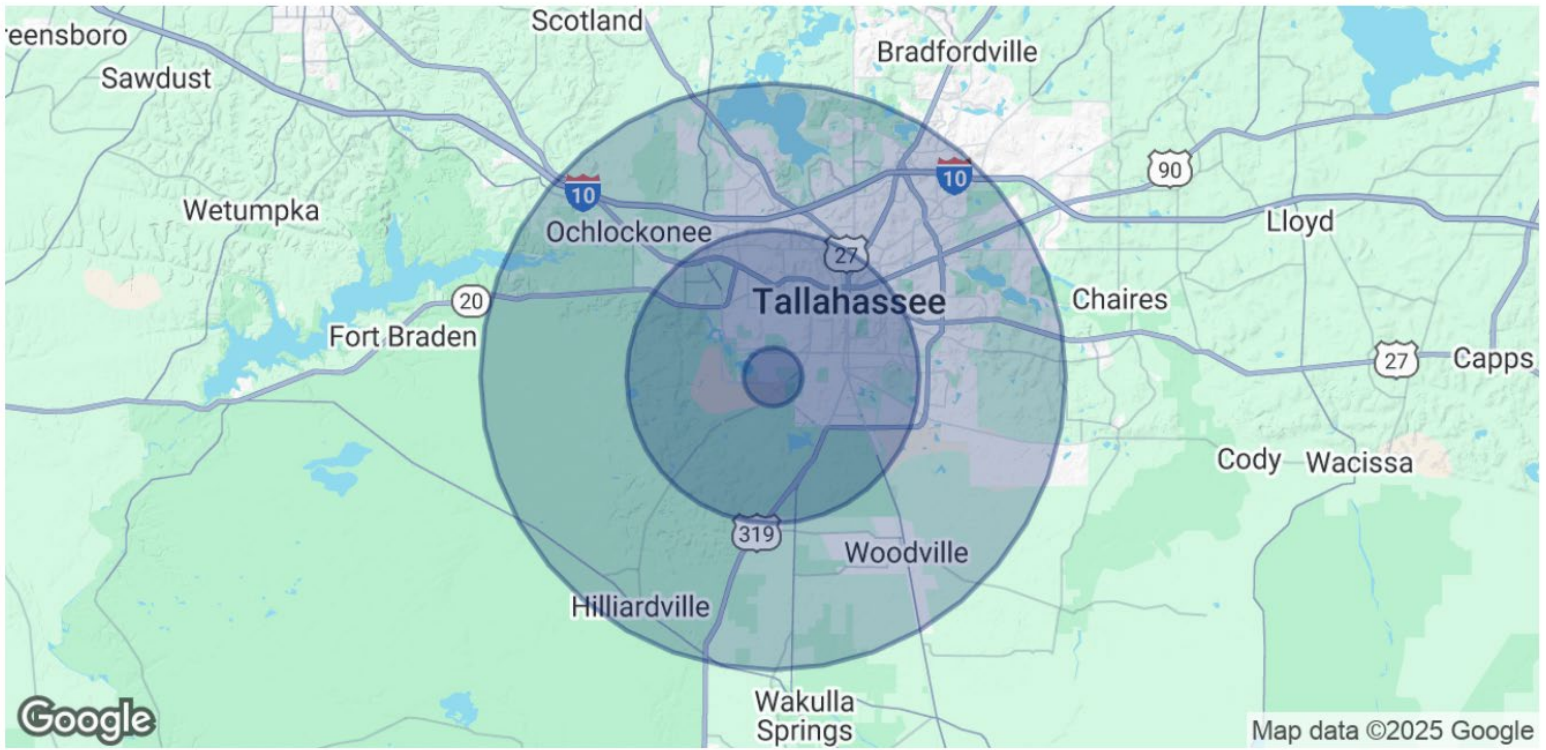 Scotland
reensboro
Bradfordville
Sawdust
90
10
10
Wetumpka
Lloyd
Ochlockonee
27
20
Tallahassee
Chaires
Fort Braden
27
Capps
Cody
Wacissa
319
Woodville
Hilliardville
Wakulla
Springs
Google
Map data ©2025 Google